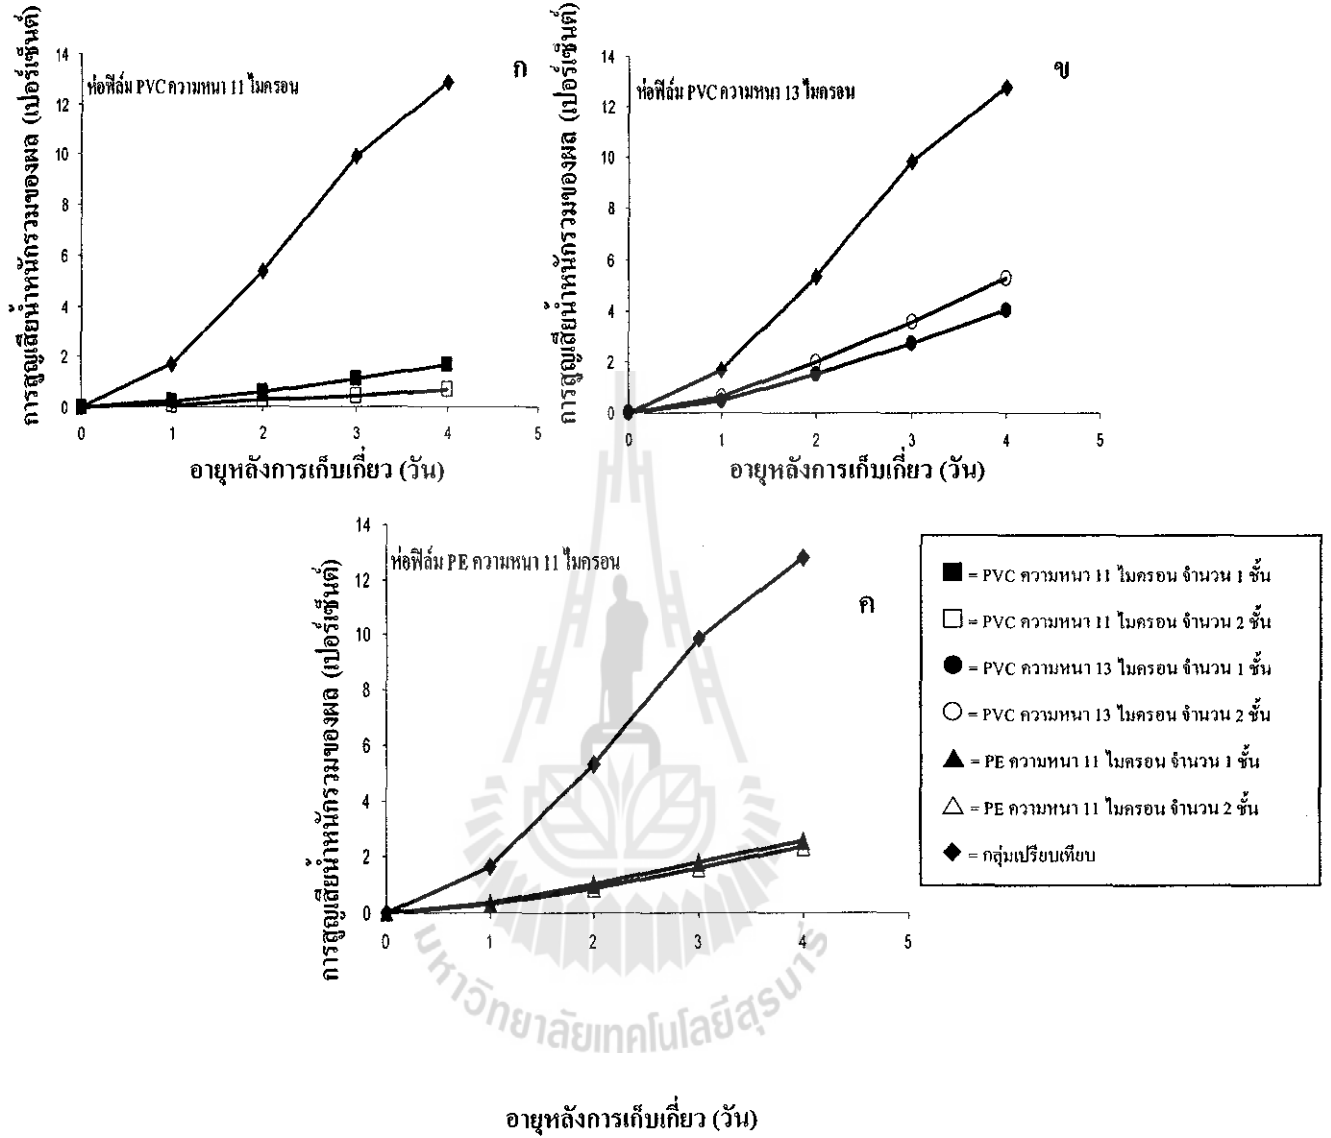 การสูญเสียน้ำหนักรวมของผล (เปอร์เซ็นต์)
ห่อฟิล์ม PVC ความหนา 11 ไมครอน
ก
14
12
10
8
6
4
2
0
0 1 2 3 4 5
อายุหลังการเก็บเกี่ยว (วัน)
การสูญเสียน้ำหนักรวมของผล (เปอร์เซ็นต์)
ห่อฟิล์ม PVC ความหนา 13 ไมครอน
ข
14
12
10
8
6
4
2
0
0 1 2 3 4 5
อายุหลังการเก็บเกี่ยว (วัน)
การสูญเสียน้ำหนักรวมของผล (เปอร์เซ็นต์)
ห่อฟิล์ม PE ความหนา 11 ไมครอน
ค
14
12
10
8
6
4
2
0
0 1 2 3 4 5
= PVC ความหนา 11 ไมครอน จำนวน 1 ชั้น
= PVC ความหนา 11 ไมครอน จำนวน 2 ชั้น
= PVC ความหนา 13 ไมครอน จำนวน 1 ชั้น
= PVC ความหนา 13 ไมครอน จำนวน 2 ชั้น
= PE ความหนา 11 ไมครอน จำนวน 1 ชั้น
= PE ความหนา 11 ไมครอน จำนวน 2 ชั้น
= กลุ่มเปรียบเทียบ
มหาวิทยาลัยเทคโนโลยีสุรนารี
อายุหลังการเก็บเกี่ยว (วัน)